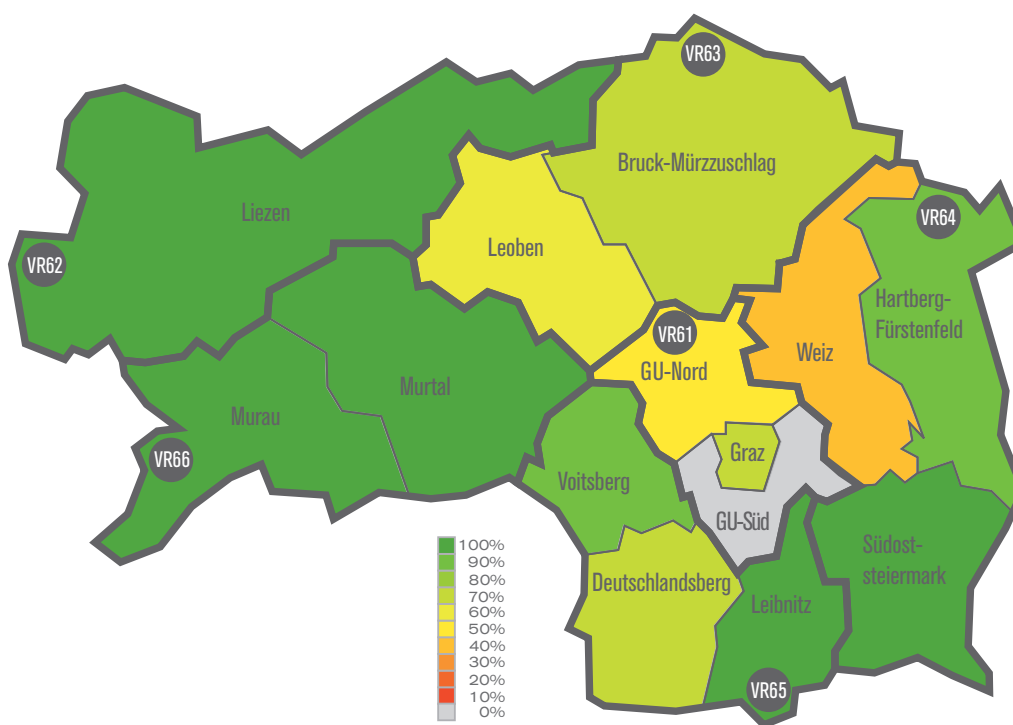 VR63
Bruck-Mürzzuschlag
Liezen
VR64
Leoben
VR62
Hartberg-
Fürstenfeld
VR61
GU-Nord
Weiz
Murtal
Murau
Graz
VR66
Voitsberg
GU-Süd
Südost-
steiermark
Deutschlandsberg
Leibnitz
VR65
100%
90%
80%
70%
60%
50%
40%
30%
20%
10%
0%